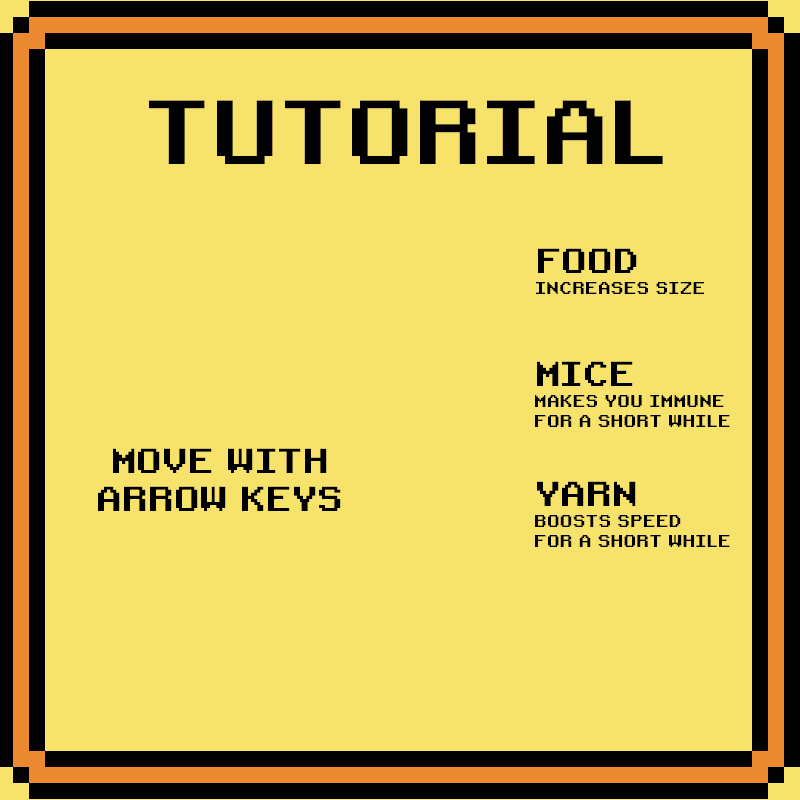 TUTORIAL
FOOD
INCREASES SIZE
MICE
MAKES YOU IMMUNE
FOR A SHORT WHILE
MOVE WITH
ARROW KEYS
YARN
BOOSTS SPEED
FOR A SHORT WHILE